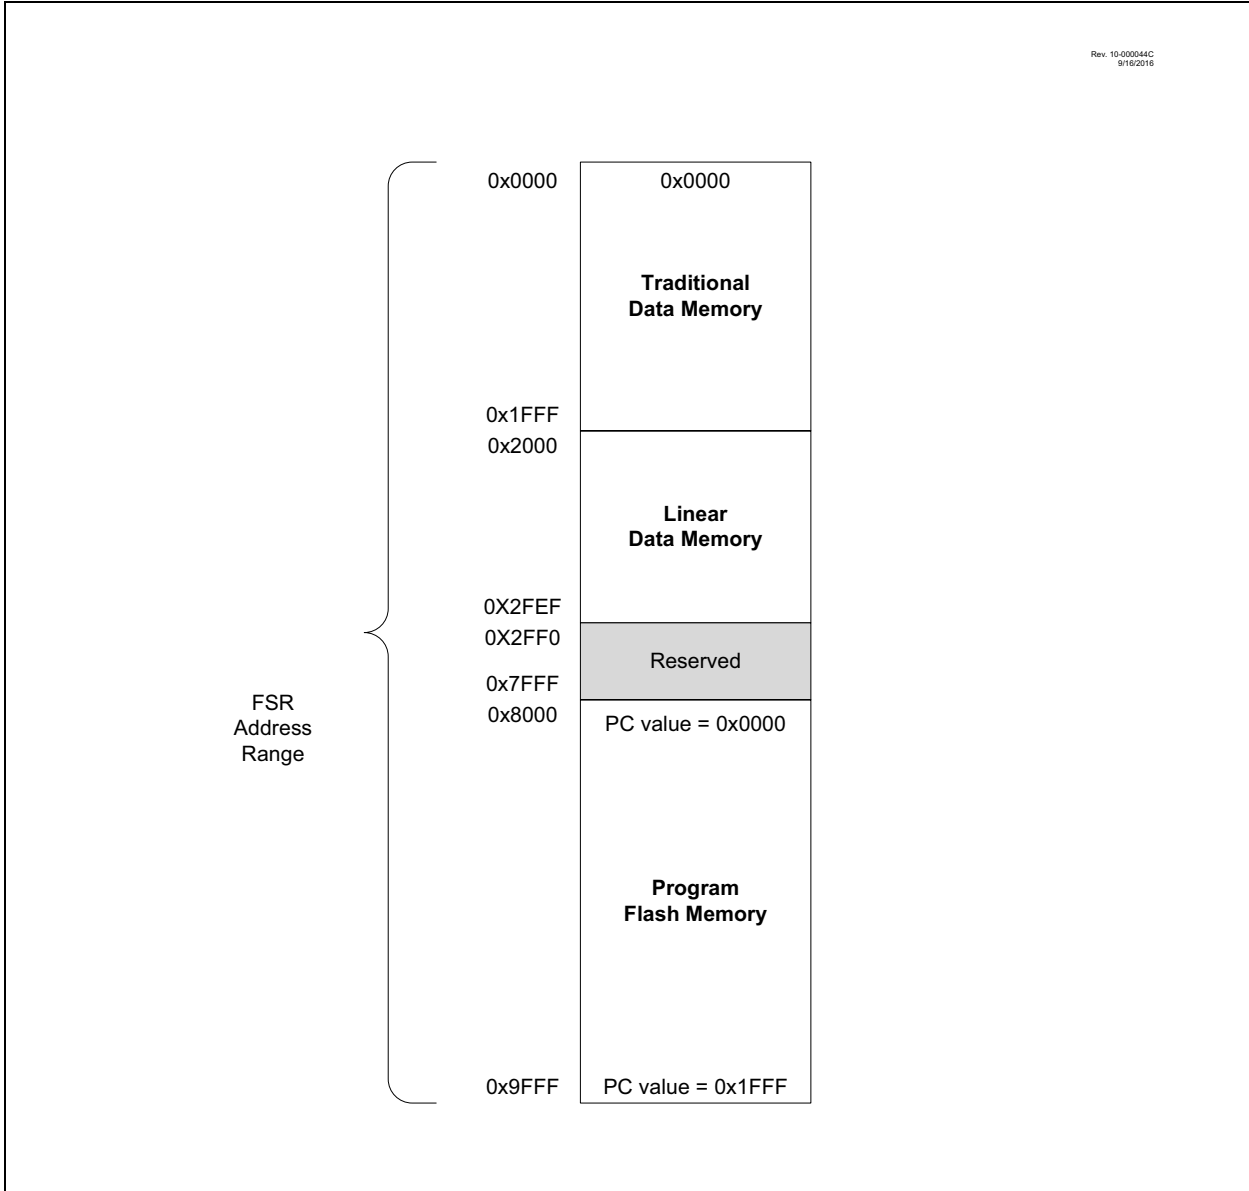 Rev. 10-000044C
9/16/2016
0x0000
0x0000
Traditional
Data Memory
0x1FFF
0x2000
Linear
Data Memory
0X2FEF
0X2FF0
Reserved
0x7FFF
0x8000
PC value = 0x0000
FSR
Address
Range
Program
Flash Memory
0x9FFF
PC value = 0x1FFF